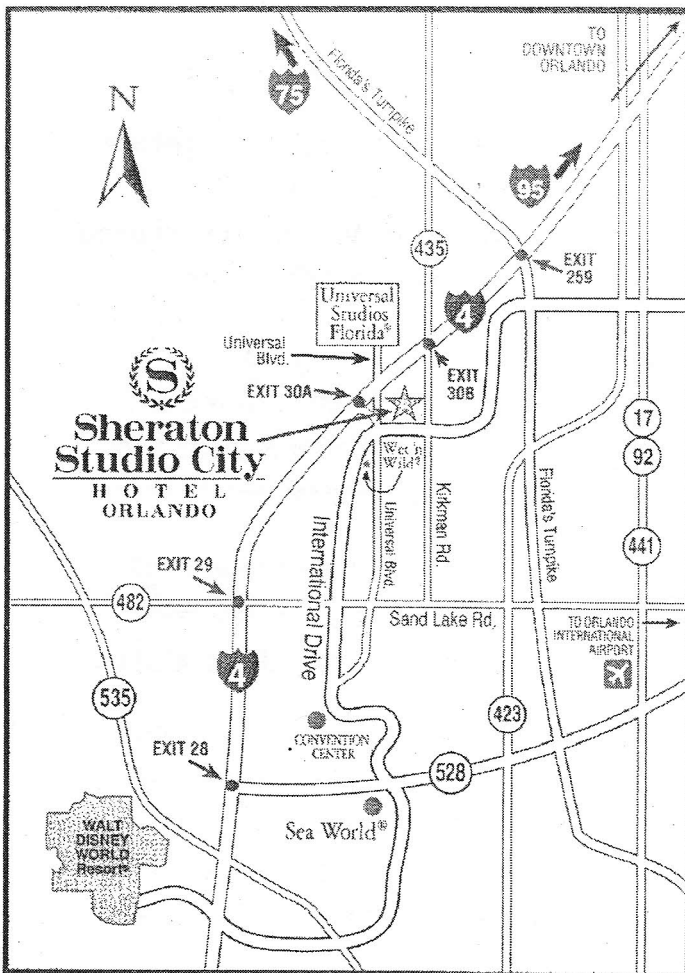 TO
DOWNTOWN
ORLANDO
N
75
Florida's Turnpike
95
435
EXIT
259
Universal
Studios
Florida®
4
Universal
Blvd.
EXIT
30B
EXIT 30A
S
Sheraton
Studio City
HOTEL
ORLANDO
Wet 'n
Wild®
17
92
Kirkman Rd.
Florida's Turnpike
International Drive
Universal Blvd.
441
EXIT 29
482
Sand Lake Rd.
TO ORLANDO
INTERNATIONAL
AIRPORT
4
535
423
CONVENTION
CENTER
EXIT 28
528
Sea World®
WALT
DISNEY
WORLD
Resort®